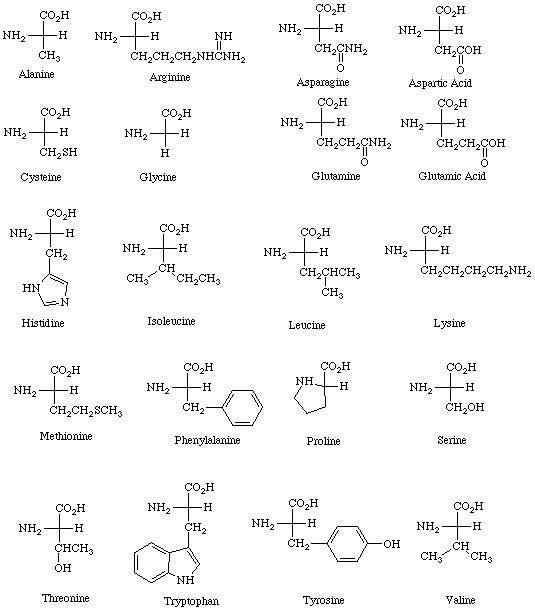 CO₂H CO₂H CO₂H CO₂H
NH₂ H NH₂ H NH NH₂ H NH₂ H
CH₃ CH₂CH₂CH₂NHCNH₂ CH₂CNH₂ CH₂COH
O O
Alanine Arginine Asparagine Aspartic Acid
CO₂H CO₂H CO₂H CO₂H
NH₂ H NH₂ H NH₂ H NH₂ H
CH₂SH H CH₂CH₂CNH₂ CH₂CH₂COH
O O
Cysteine Glycine Glutamine Glutamic Acid
CO₂H CO₂H CO₂H CO₂H
NH₂ H NH₂ H NH₂ H NH₂ H
CH₂ CH₃ CH₂CH₃ CH₂CHCH₃ CH₂CH₂CH₂CH₂NH₂
HN N CH₃
Histidine Isoleucine Leucine Lysine
CO₂H CO₂H CO₂H CO₂H
NH₂ H NH₂ H NH H NH₂ H
CH₂CH₂SCH₃ CH₂ CH₂OH
Methionine Phenylalanine Proline Serine
CO₂H CO₂H CO₂H CO₂H
NH₂ H NH₂ H NH₂ H NH₂ H
CHCH₃ CH₂ CH₂ OH CH₃ CH₃
OH NH
Threonine Tryptophan Tyrosine Valine